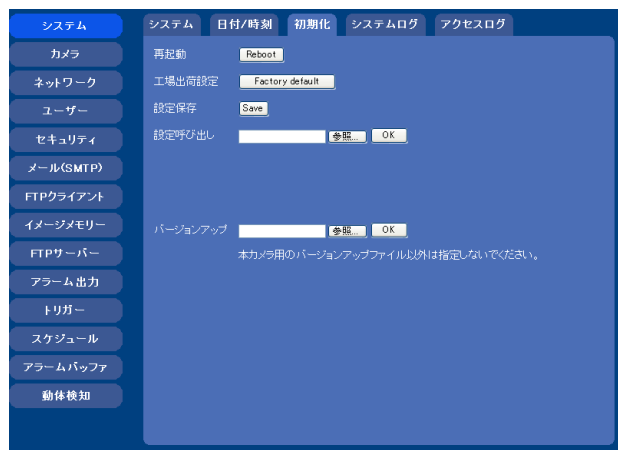 システム
カメラ
ネットワーク
ユーザー
セキュリティ
メール(SMTP)
FTPクライアント
イメージメモリー
FTPサーバー
アラーム出力
トリガー
スケジュール
アラームバッファ
動体検知
システム 日付/時刻 初期化 システムログ アクセスログ
再起動 Reboot
工場出荷設定 Factory default
設定保存 Save
設定呼び出し 参照... OK
バージョンアップ 参照... OK
本カメラ用のバージョンアップファイル以外は指定しないでください。